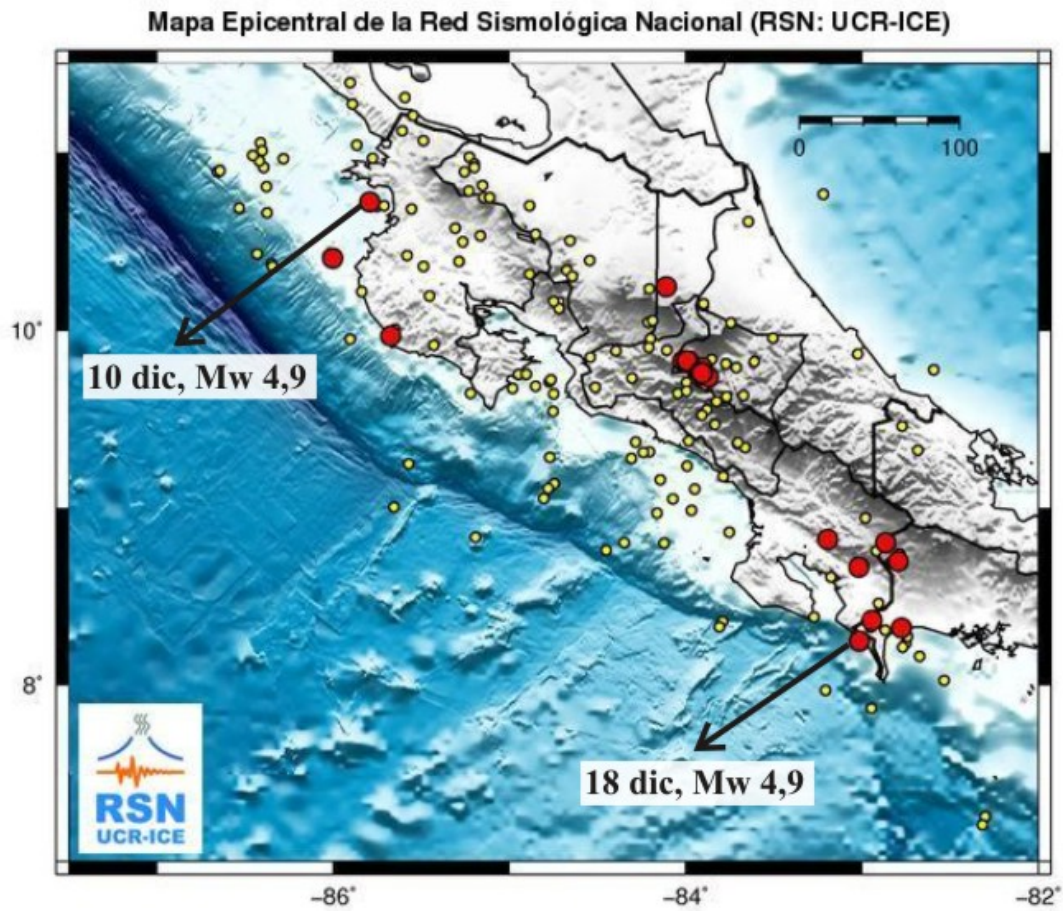 Mapa Epicentral de la Red Sismológica Nacional (RSN: UCR-ICE)
0 100
10°
10 dic, Mw 4,9
8°
18 dic, Mw 4,9
RSN
UCR-ICE
−86° −84° −82°